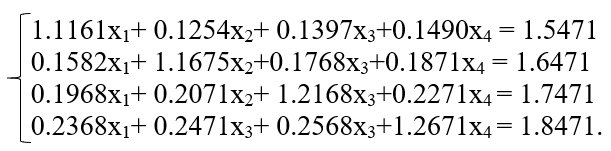 1.1161x₁+ 0.1254x₂+ 0.1397x₃+0.1490x₄ = 1.5471
0.1582x₁+ 1.1675x₂+0.1768x₃+0.1871x₄ = 1.6471
0.1968x₁+ 0.2071x₂+ 1.2168x₃+0.2271x₄ = 1.7471
0.2368x₁+ 0.2471x₃+ 0.2568x₃+1.2671x₄ = 1.8471.